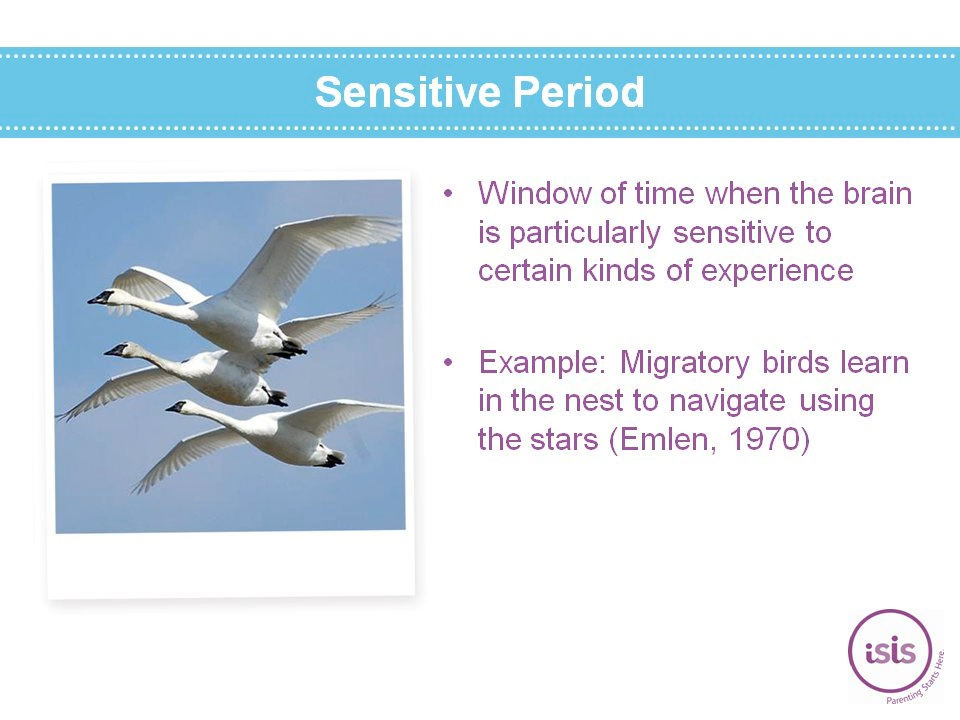 Sensitive Period
• Window of time when the brain
is particularly sensitive to
certain kinds of experience
• Example: Migratory birds learn
in the nest to navigate using
the stars (Emlen, 1970)
isis
Parenting Starts Here.